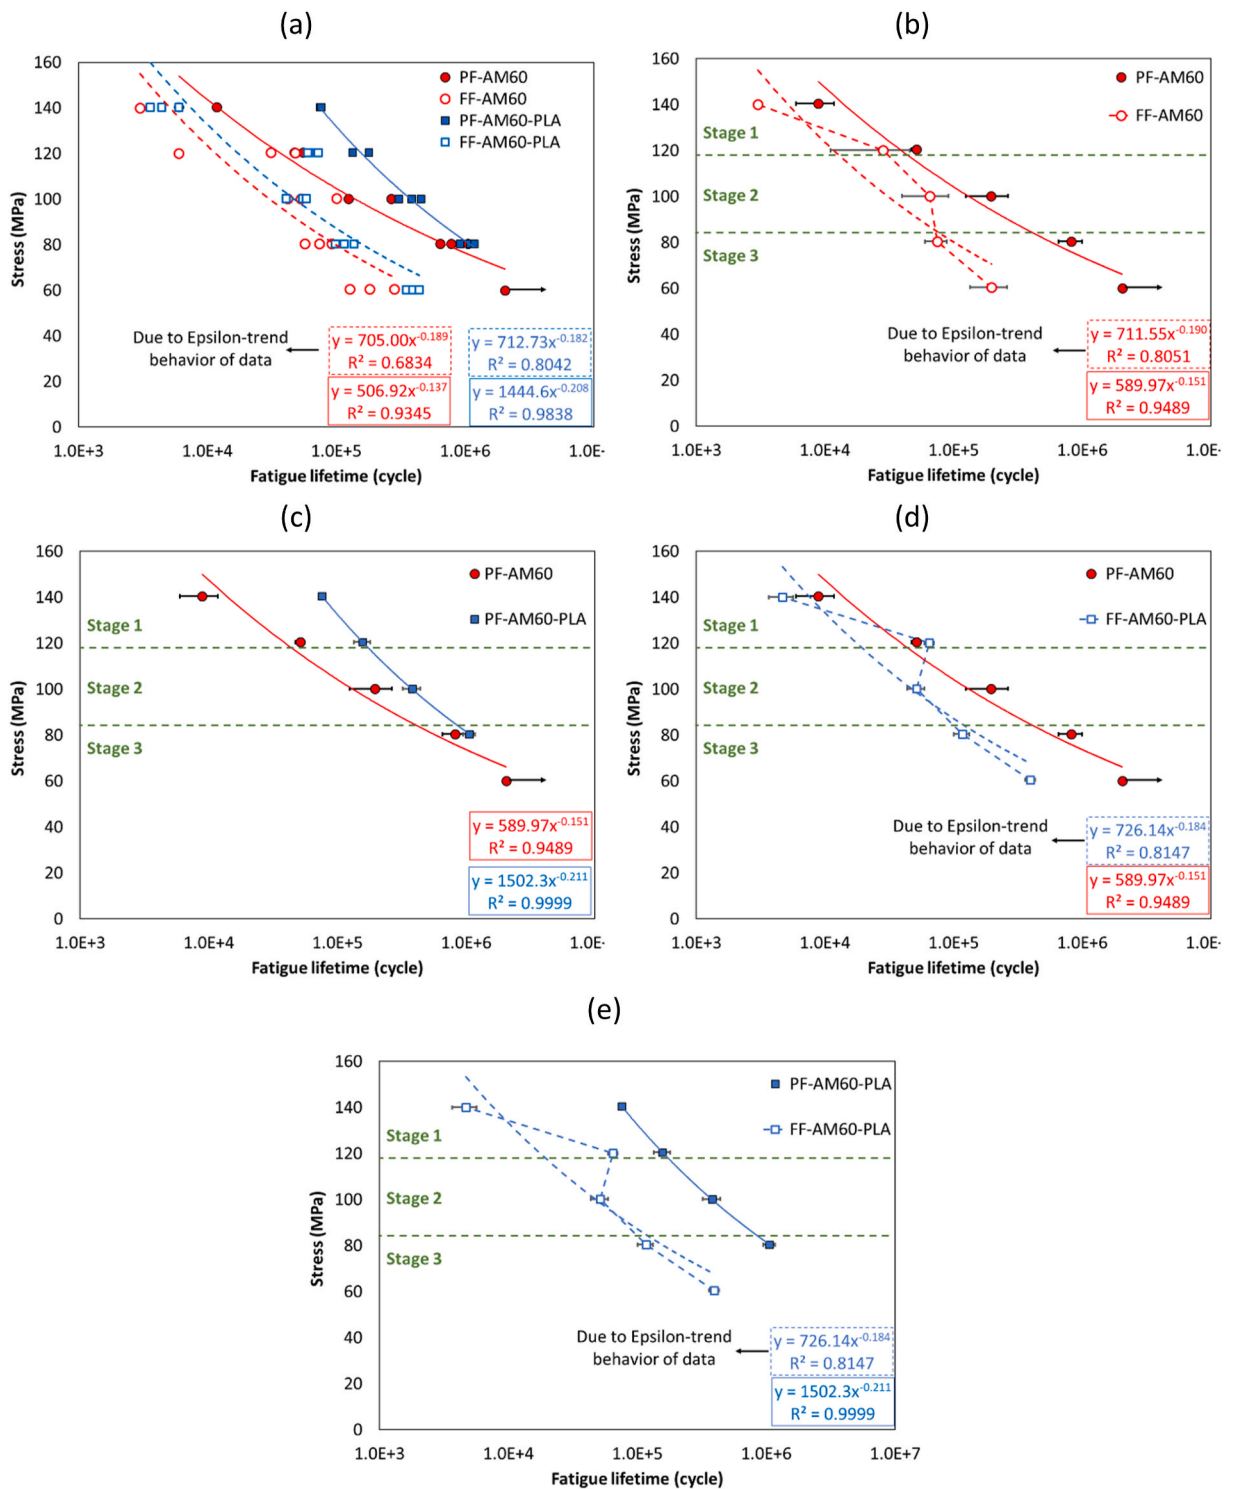 (a)
160
140
120
100
80
60
40
20
0
Stress (MPa)
PF-AM60
FF-AM60
PF-AM60-PLA
FF-AM60-PLA
Due to Epsilon-trend
behavior of data
y = 705.00x^-0.189
R² = 0.6834
y = 712.73x^-0.182
R² = 0.8042
y = 506.92x^-0.137
R² = 0.9345
y = 1444.6x^-0.208
R² = 0.9838
1.0E+3 1.0E+4 1.0E+5 1.0E+6 1.0E-
Fatigue lifetime (cycle)
(b)
160
140
120
100
80
60
40
20
0
Stress (MPa)
PF-AM60
FF-AM60
Stage 1
Stage 2
Stage 3
Due to Epsilon-trend
behavior of data
y = 711.55x^-0.190
R² = 0.8051
y = 589.97x^-0.151
R² = 0.9489
1.0E+3 1.0E+4 1.0E+5 1.0E+6 1.0E-
Fatigue lifetime (cycle)
(c)
160
140
120
100
80
60
40
20
0
Stress (MPa)
PF-AM60
PF-AM60-PLA
Stage 1
Stage 2
Stage 3
y = 589.97x^-0.151
R² = 0.9489
y = 1502.3x^-0.211
R² = 0.9999
1.0E+3 1.0E+4 1.0E+5 1.0E+6 1.0E-
Fatigue lifetime (cycle)
(d)
160
140
120
100
80
60
40
20
0
Stress (MPa)
PF-AM60
FF-AM60-PLA
Stage 1
Stage 2
Stage 3
Due to Epsilon-trend
behavior of data
y = 726.14x^-0.184
R² = 0.8147
y = 589.97x^-0.151
R² = 0.9489
1.0E+3 1.0E+4 1.0E+5 1.0E+6 1.0E-
Fatigue lifetime (cycle)
(e)
160
140
120
100
80
60
40
20
0
Stress (MPa)
PF-AM60-PLA
FF-AM60-PLA
Stage 1
Stage 2
Stage 3
Due to Epsilon-trend
behavior of data
y = 726.14x^-0.184
R² = 0.8147
y = 1502.3x^-0.211
R² = 0.9999
1.0E+3 1.0E+4 1.0E+5 1.0E+6 1.0E+7
Fatigue lifetime (cycle)